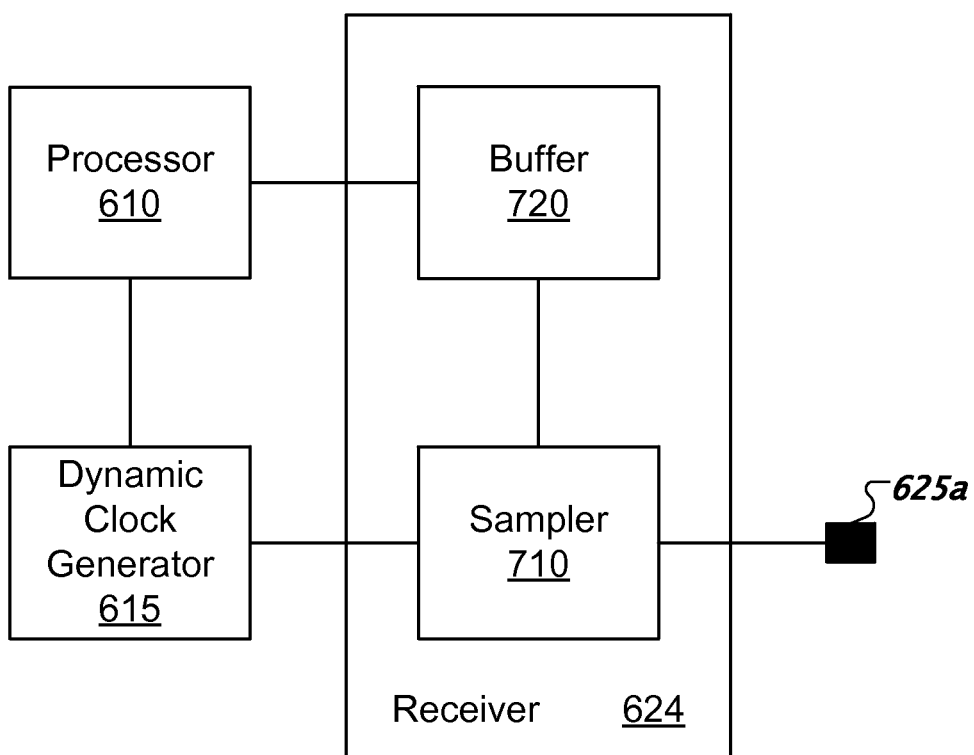 Processor
610
Buffer
720
Dynamic
Clock
Generator
615
Sampler
710
625a
Receiver 624